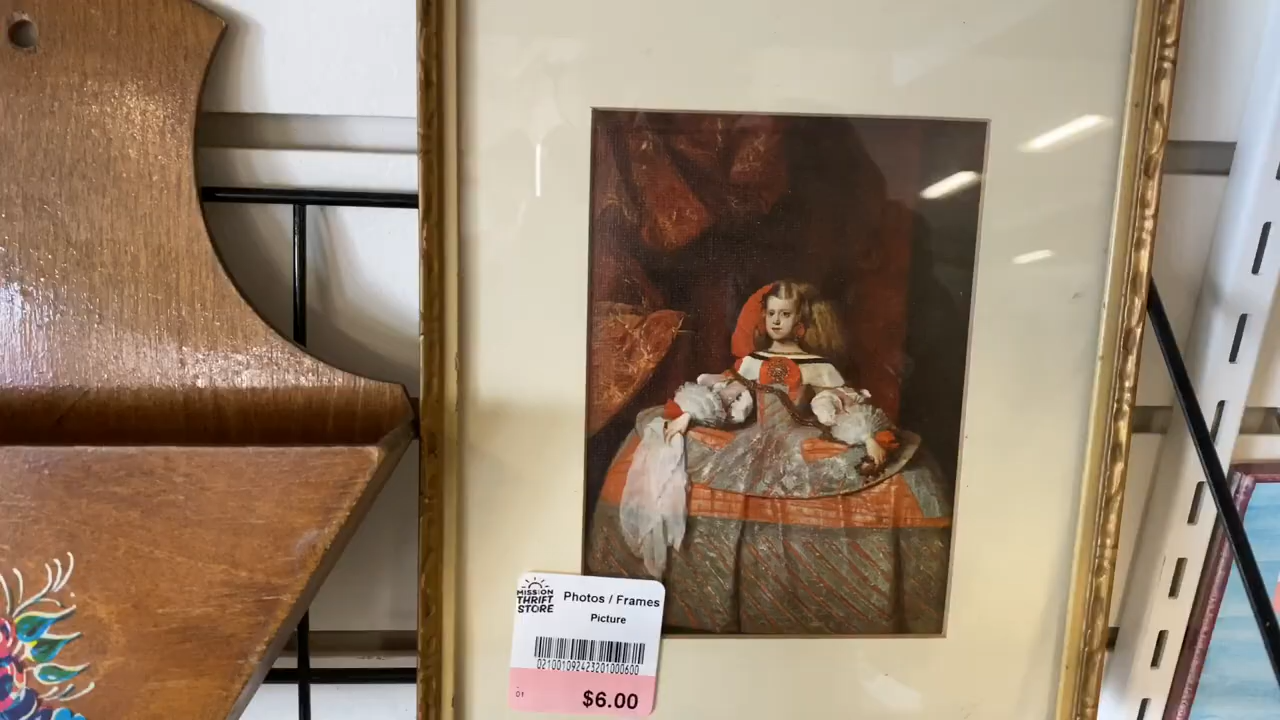 MISSION
THRIFT
STORE
Photos / Frames
Picture
021001092423201000600
01
$6.00